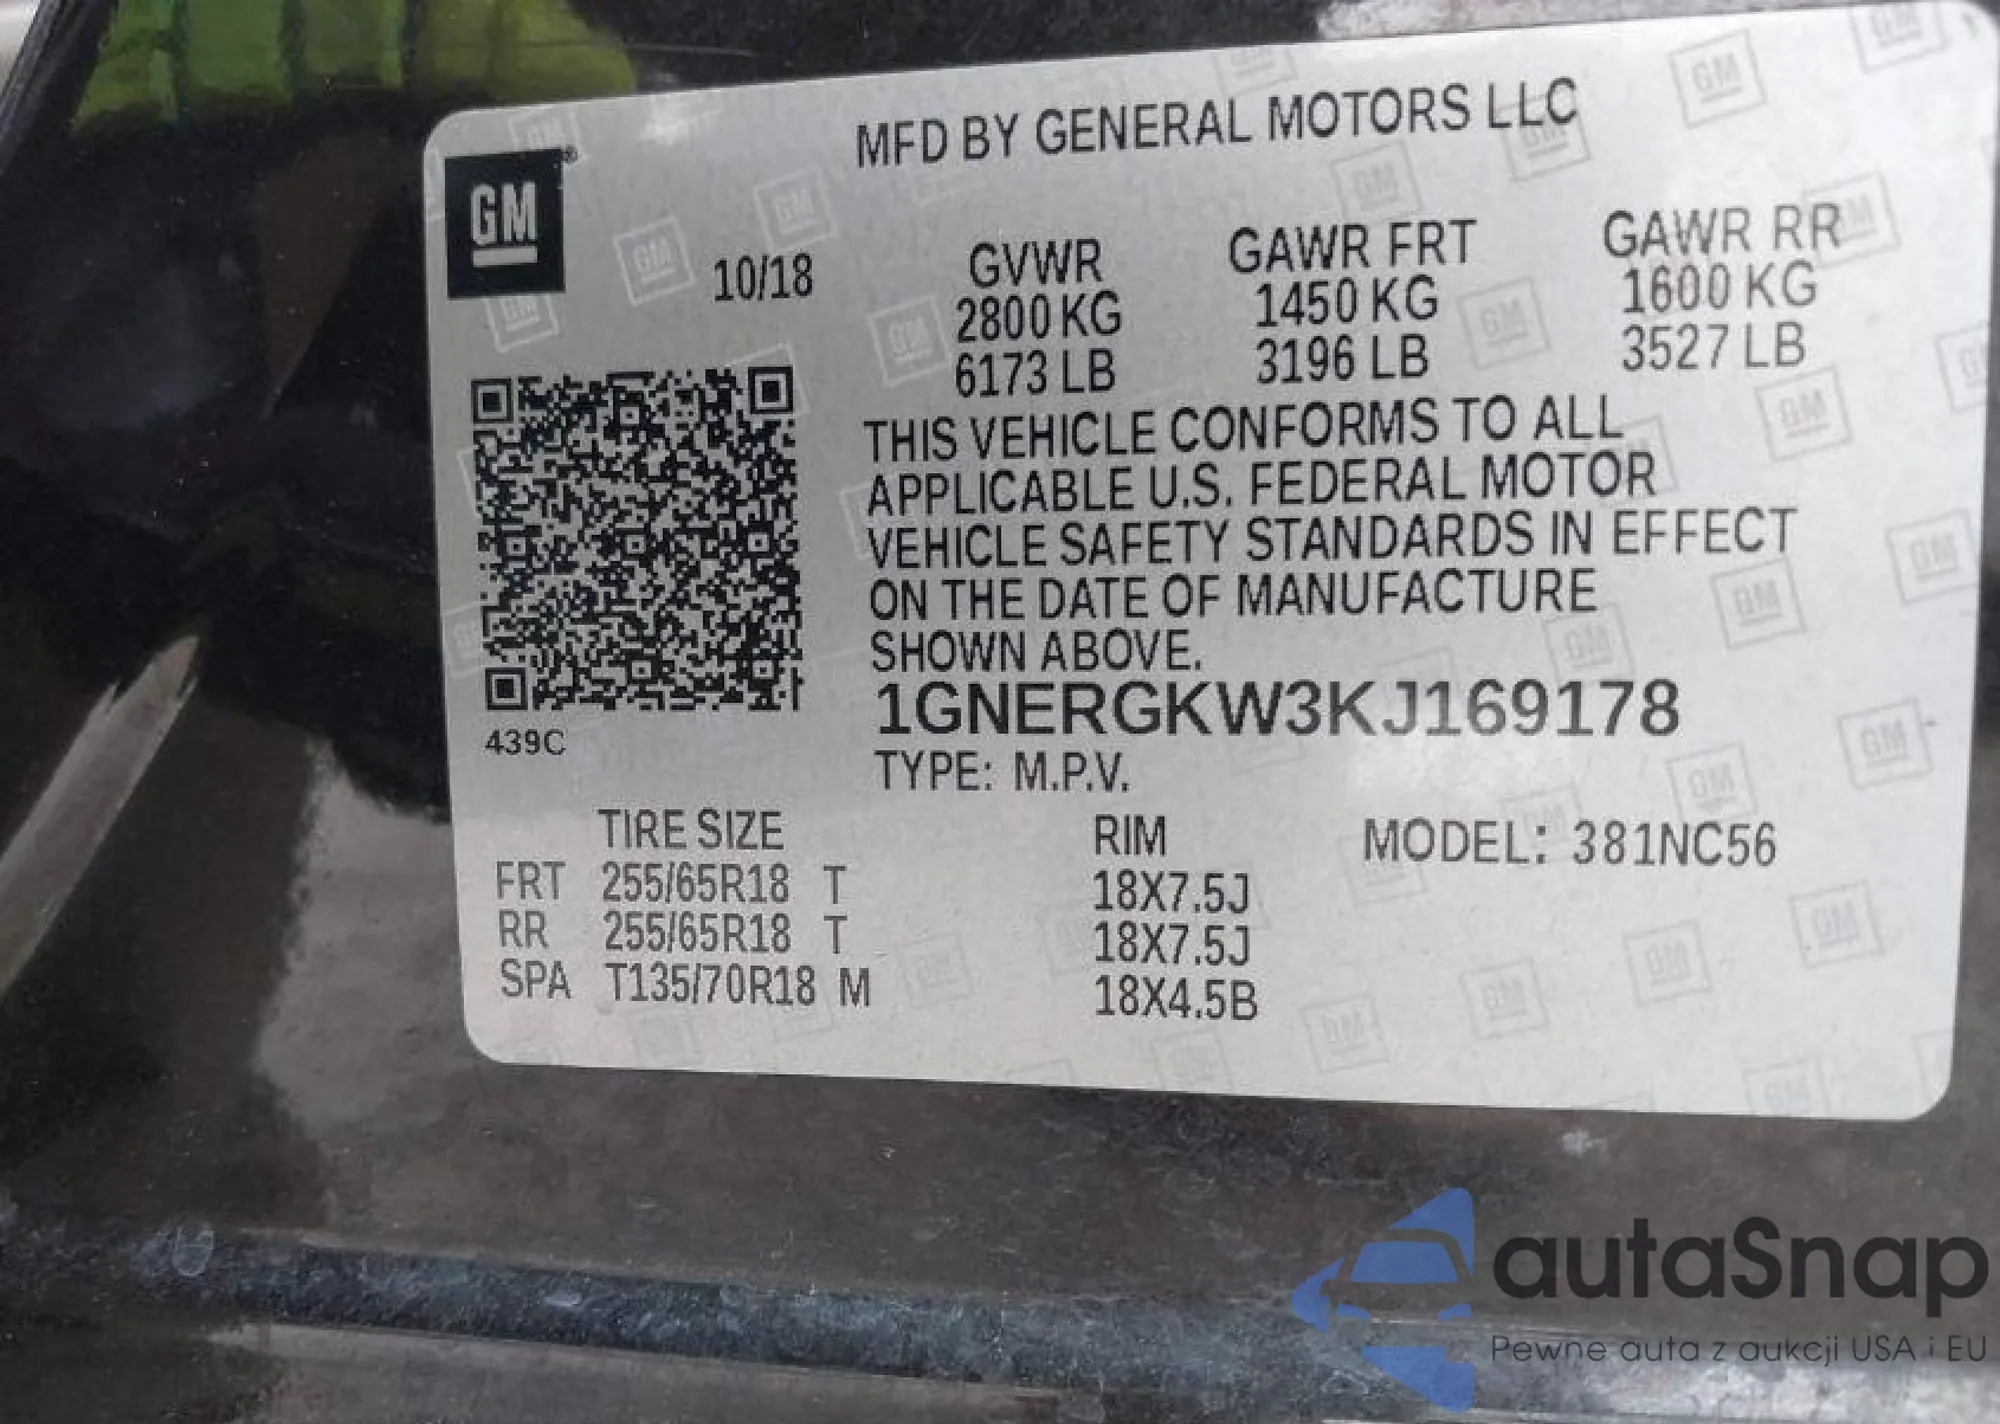 MFD BY GENERAL MOTORS LLC
GM®
10/18
GVWR GAWR FRT GAWR RR
2800 KG 1450 KG 1600 KG
6173 LB 3196 LB 3527 LB
THIS VEHICLE CONFORMS TO ALL
APPLICABLE U.S. FEDERAL MOTOR
VEHICLE SAFETY STANDARDS IN EFFECT
ON THE DATE OF MANUFACTURE
SHOWN ABOVE.
1GNERGKW3KJ169178
439C
TYPE: M.P.V.
TIRE SIZE RIM MODEL: 381NC56
FRT 255/65R18 T 18X7.5J
RR 255/65R18 T 18X7.5J
SPA T135/70R18 M 18X4.5B
autaSnap
Pewne auta z aukcji USA i EU